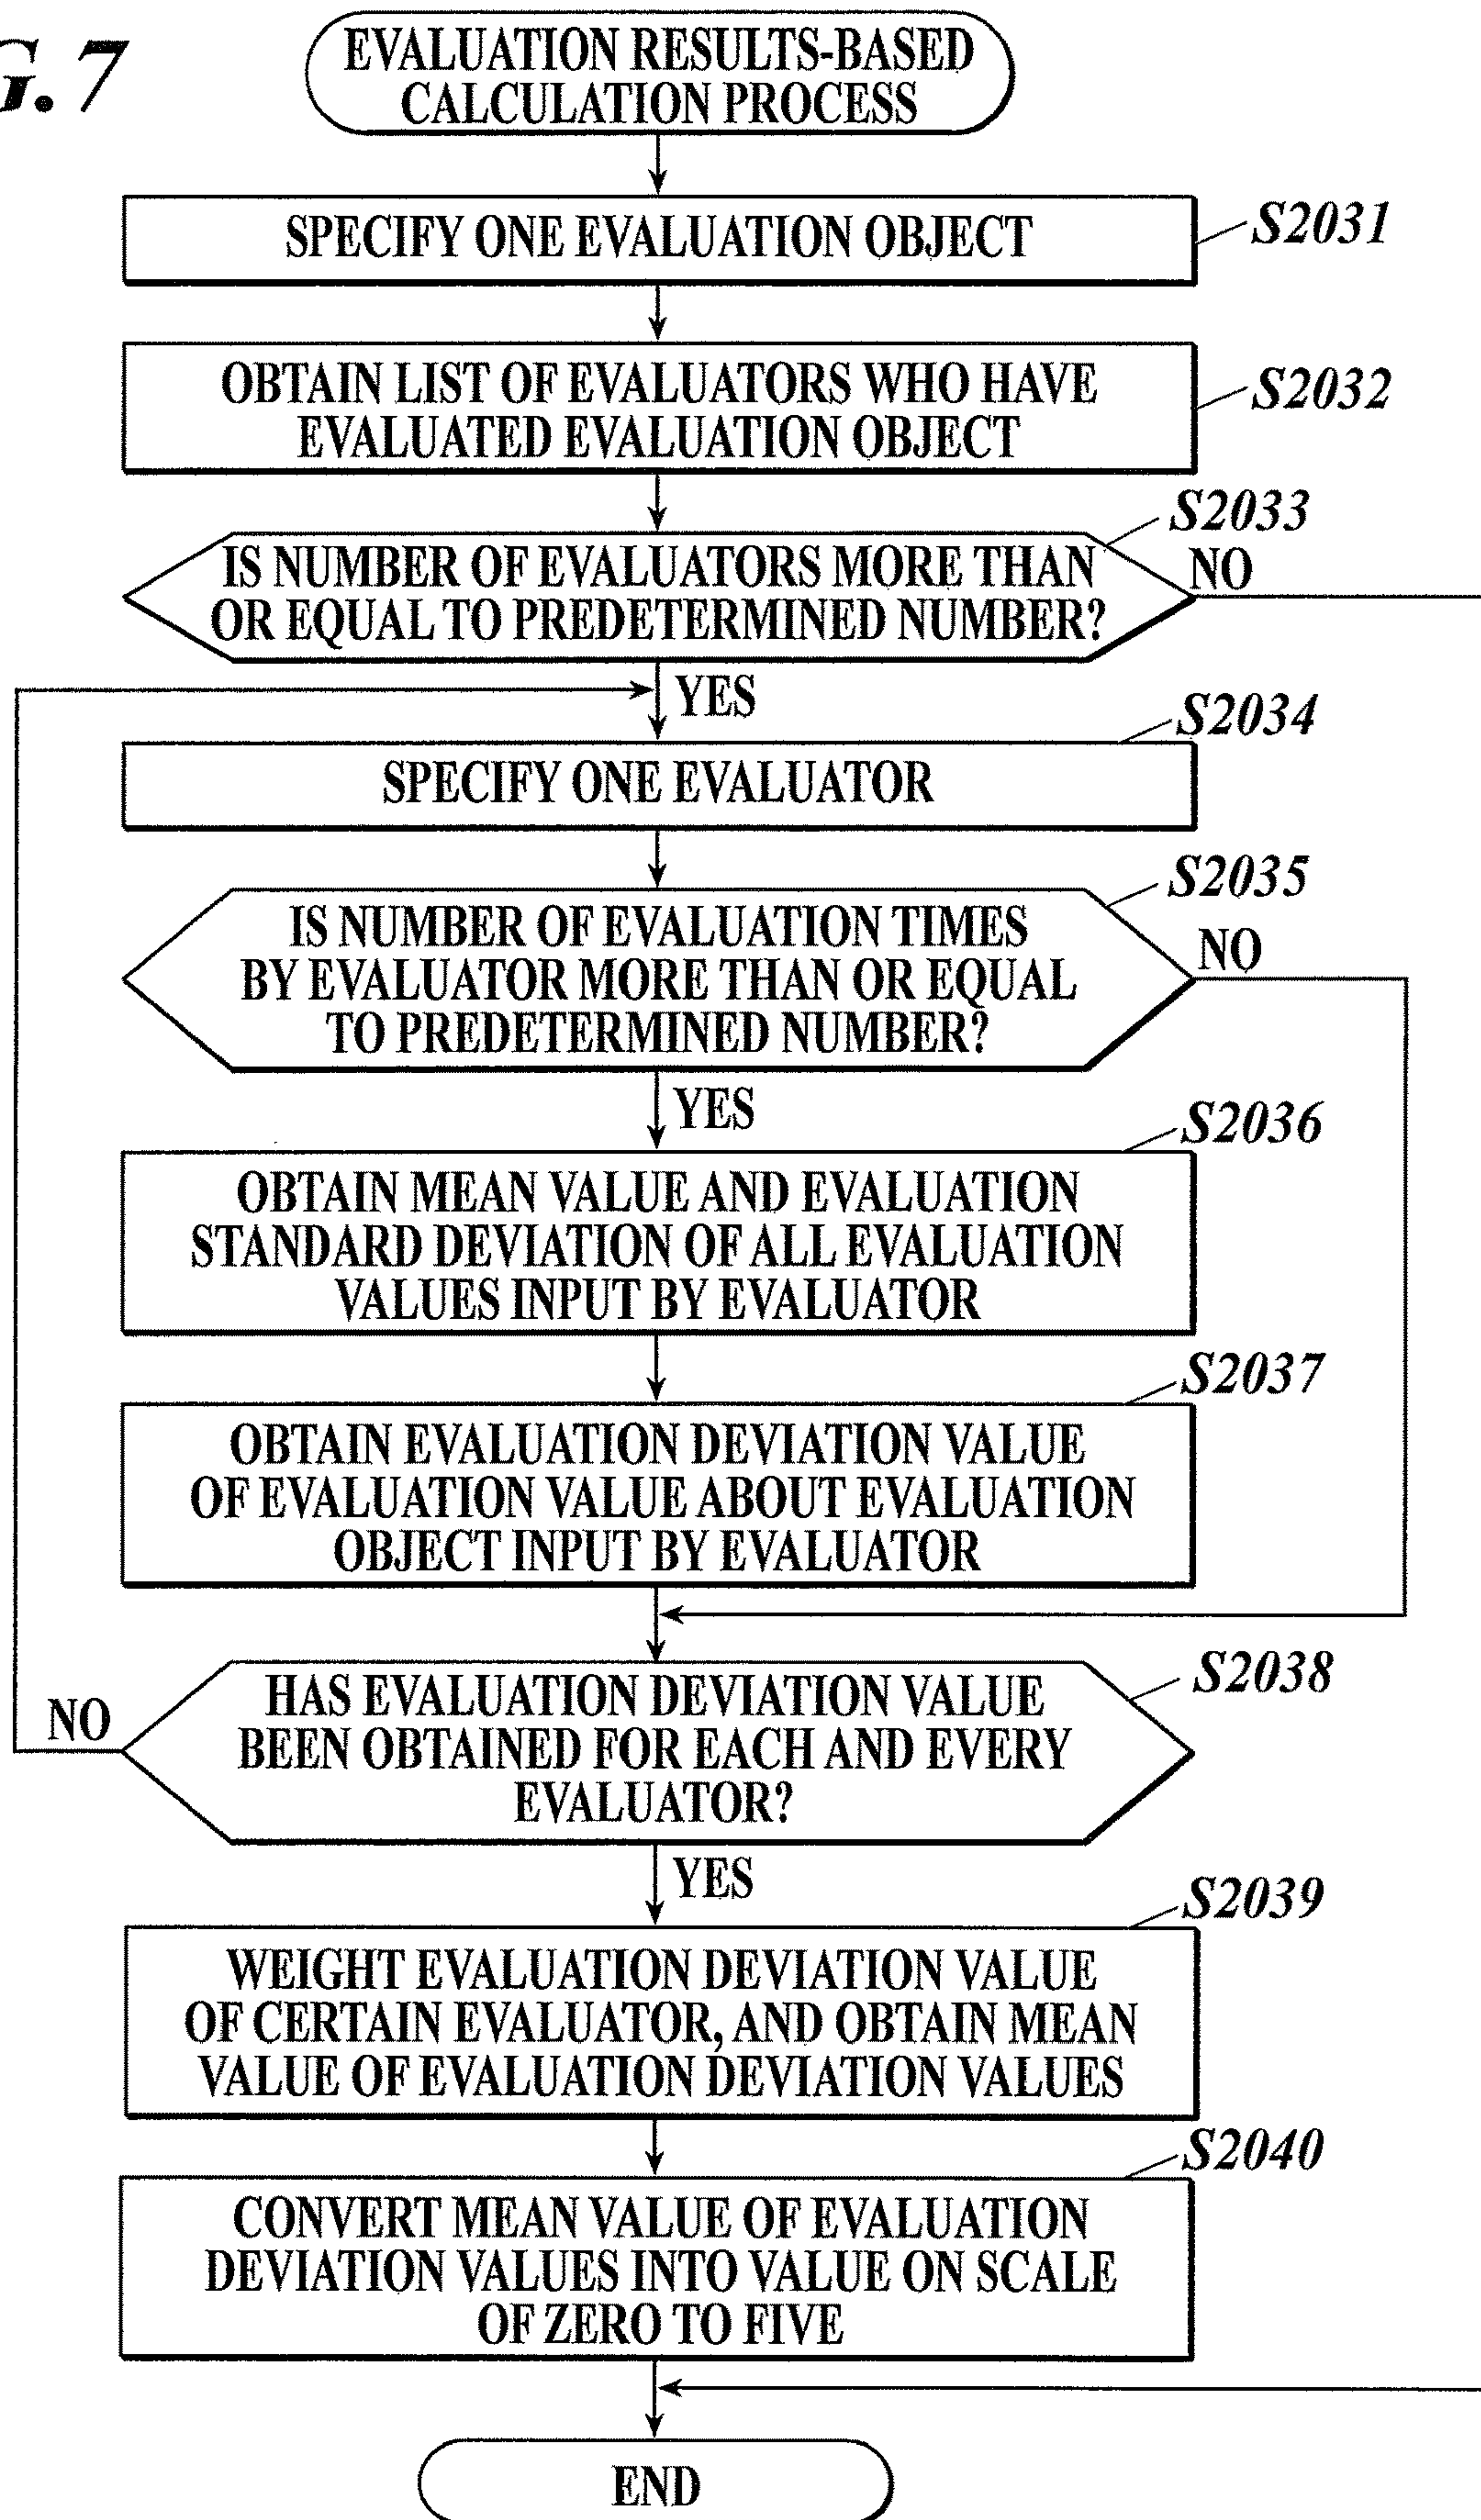 G.7
EVALUATION RESULTS-BASED
CALCULATION PROCESS
SPECIFY ONE EVALUATION OBJECT
S2031
OBTAIN LIST OF EVALUATORS WHO HAVE
EVALUATED EVALUATION OBJECT
S2032
S2033
IS NUMBER OF EVALUATORS MORE THAN
OR EQUAL TO PREDETERMINED NUMBER?
NO
YES
S2034
SPECIFY ONE EVALUATOR
S2035
IS NUMBER OF EVALUATION TIMES
BY EVALUATOR MORE THAN OR EQUAL
TO PREDETERMINED NUMBER?
NO
YES
S2036
OBTAIN MEAN VALUE AND EVALUATION
STANDARD DEVIATION OF ALL EVALUATION
VALUES INPUT BY EVALUATOR
S2037
OBTAIN EVALUATION DEVIATION VALUE
OF EVALUATION VALUE ABOUT EVALUATION
OBJECT INPUT BY EVALUATOR
S2038
HAS EVALUATION DEVIATION VALUE
BEEN OBTAINED FOR EACH AND EVERY
EVALUATOR?
NO
YES
S2039
WEIGHT EVALUATION DEVIATION VALUE
OF CERTAIN EVALUATOR, AND OBTAIN MEAN
VALUE OF EVALUATION DEVIATION VALUES
S2040
CONVERT MEAN VALUE OF EVALUATION
DEVIATION VALUES INTO VALUE ON SCALE
OF ZERO TO FIVE
END